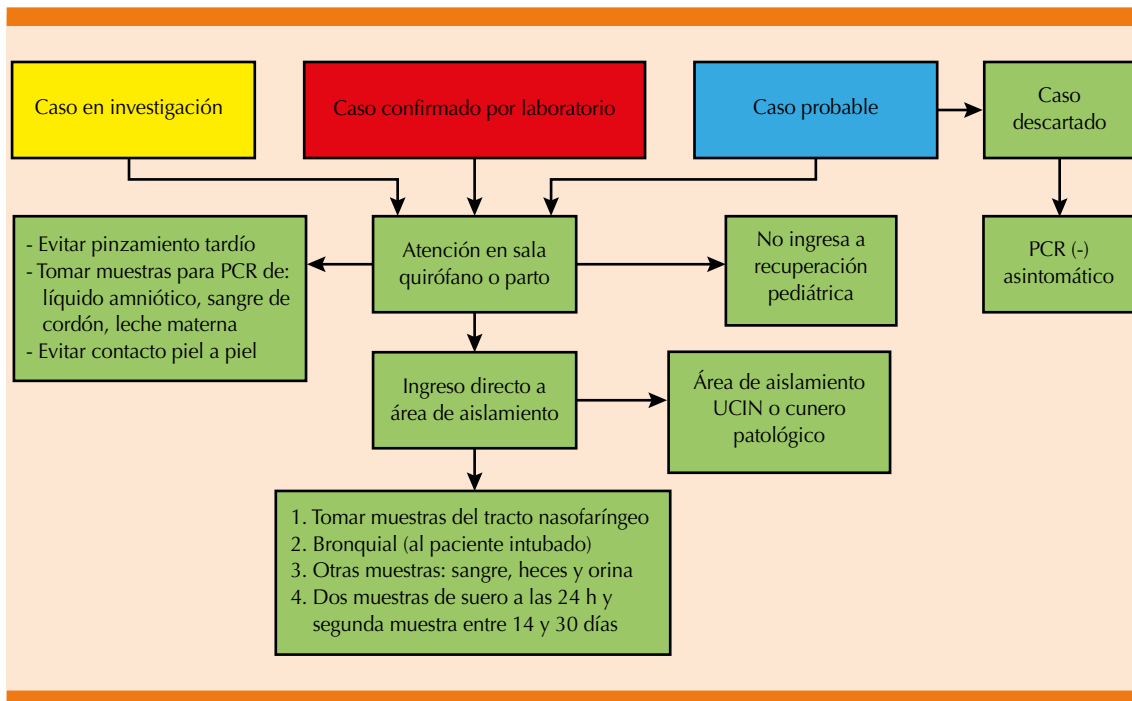 Caso en investigación
Caso confirmado por laboratorio
Caso probable
Caso
descartado
- Evitar pinzamiento tardío
- Tomar muestras para PCR de:
líquido amniótico, sangre de
cordón, leche materna
- Evitar contacto piel a piel
Atención en sala
quirófano o parto
No ingresa a
recuperación
pediátrica
PCR (-)
asintomático
Ingreso directo a
área de aislamiento
Área de aislamiento
UCIN o cunero
patológico
1. Tomar muestras del tracto nasofaríngeo
2. Bronquial (al paciente intubado)
3. Otras muestras: sangre, heces y orina
4. Dos muestras de suero a las 24 h y
segunda muestra entre 14 y 30 días